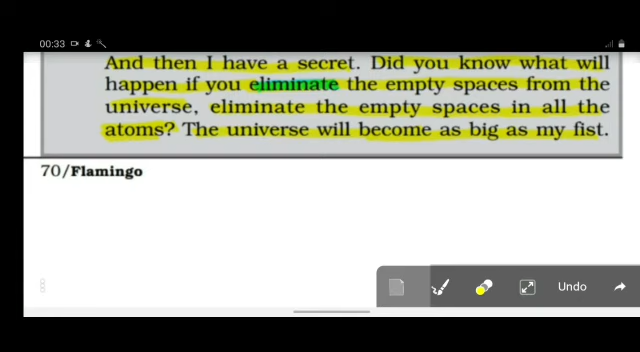 00:33
And then I have a secret. Did you know what will
happen if you eliminate the empty spaces from the
universe, eliminate the empty spaces in all the
atoms? The universe will become as big as my fist.
70/Flamingo
Undo